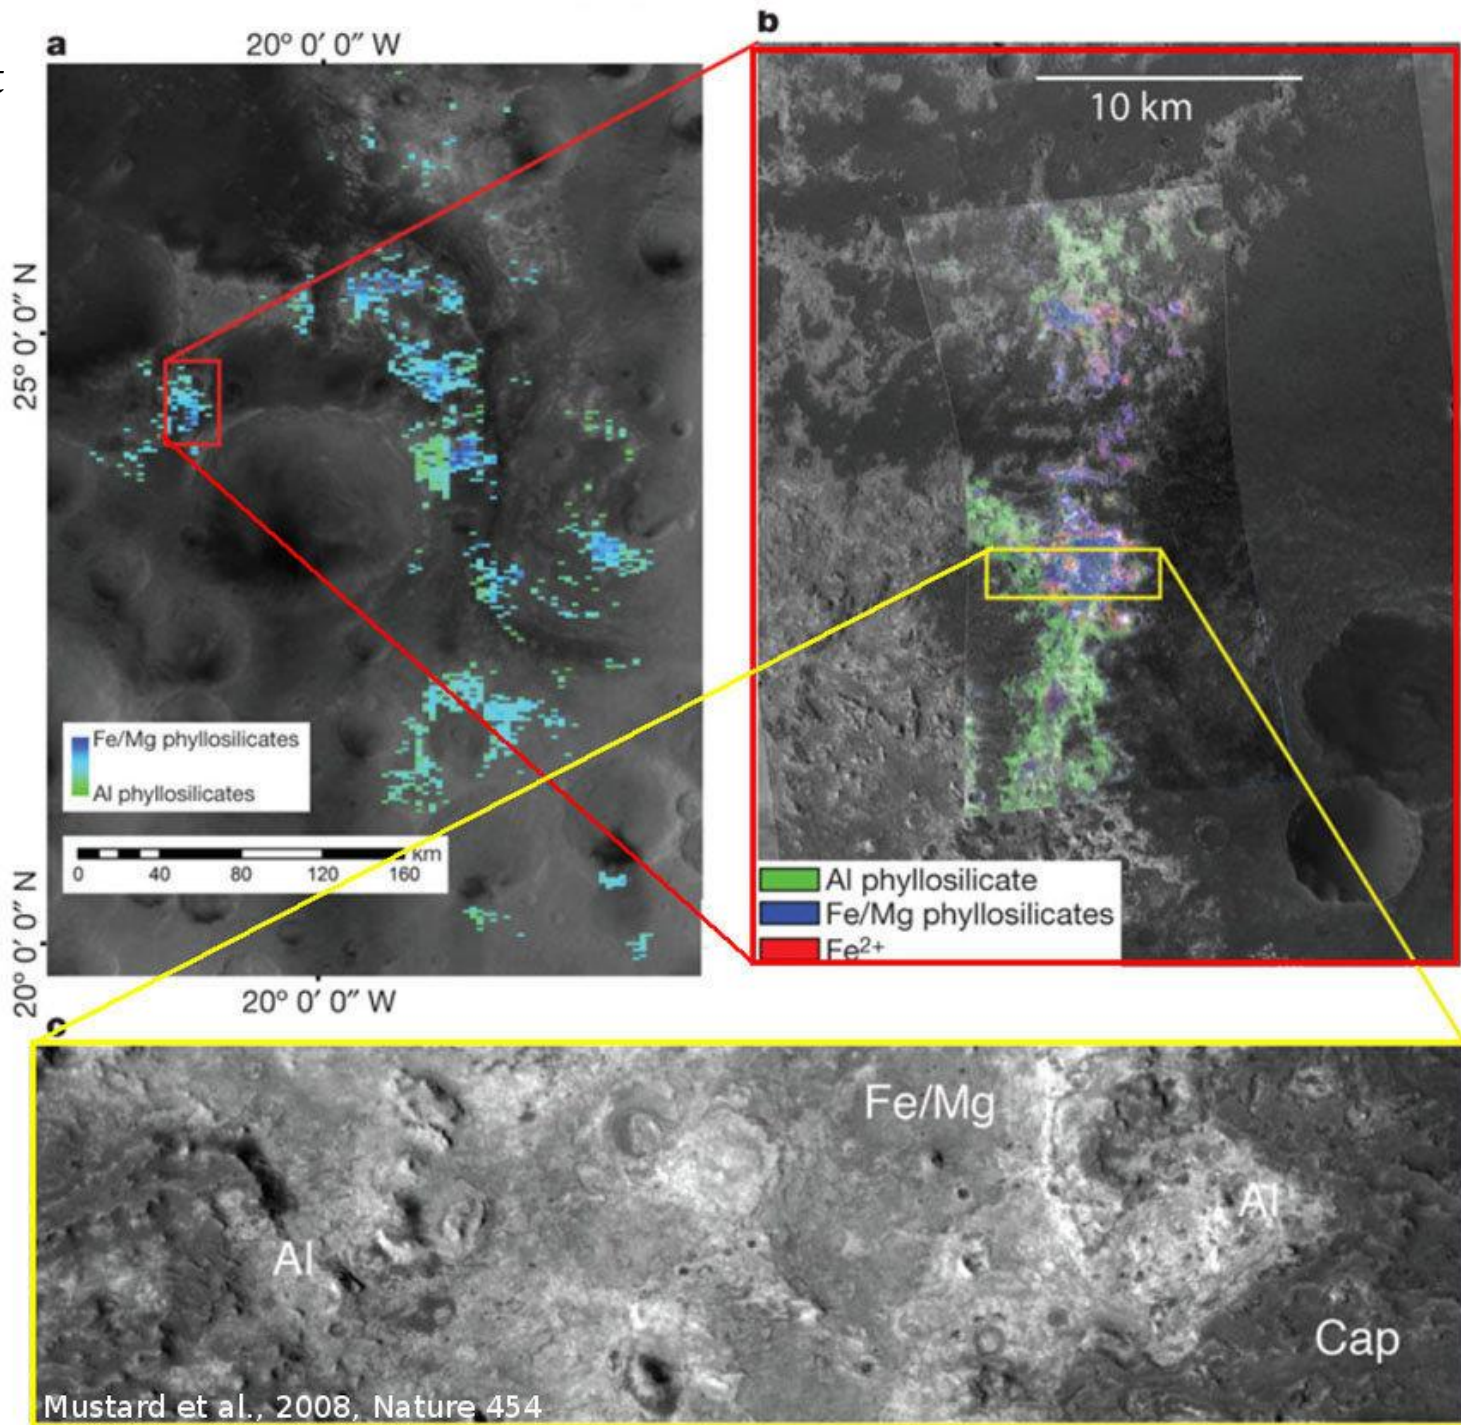 a
20° 0′ 0″ W
b
10 km
25° 0′ 0″ N
Fe/Mg phyllosilicates
Al phyllosilicates
km
0 40 80 120 160
20° 0′ 0″ N
20° 0′ 0″ W
Al phyllosilicate
Fe/Mg phyllosilicates
Fe2+
c
Fe/Mg
Al
Al
Cap
Mustard et al., 2008, Nature 454